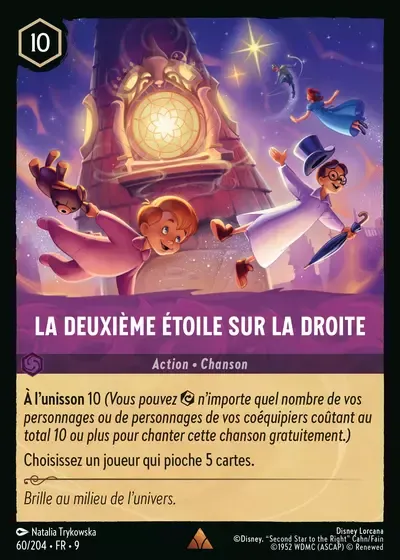 10
LA DEUXIÈME ÉTOILE SUR LA DROITE
Action • Chanson
À l'unisson 10 (Vous pouvez n'importe quel nombre de
vos personnages ou de personnages de vos coéquipiers coûtant au
total 10 ou plus pour chanter cette chanson gratuitement.)
Choisissez un joueur qui pioche 5 cartes.
Brille au milieu de l'univers.
Natalia Trykowska
60/204 • FR • 9
Disney Lorcana
©Disney. "Second Star to the Right" Cahn/Fain
©1952 WDMC (ASCAP) © Renewed